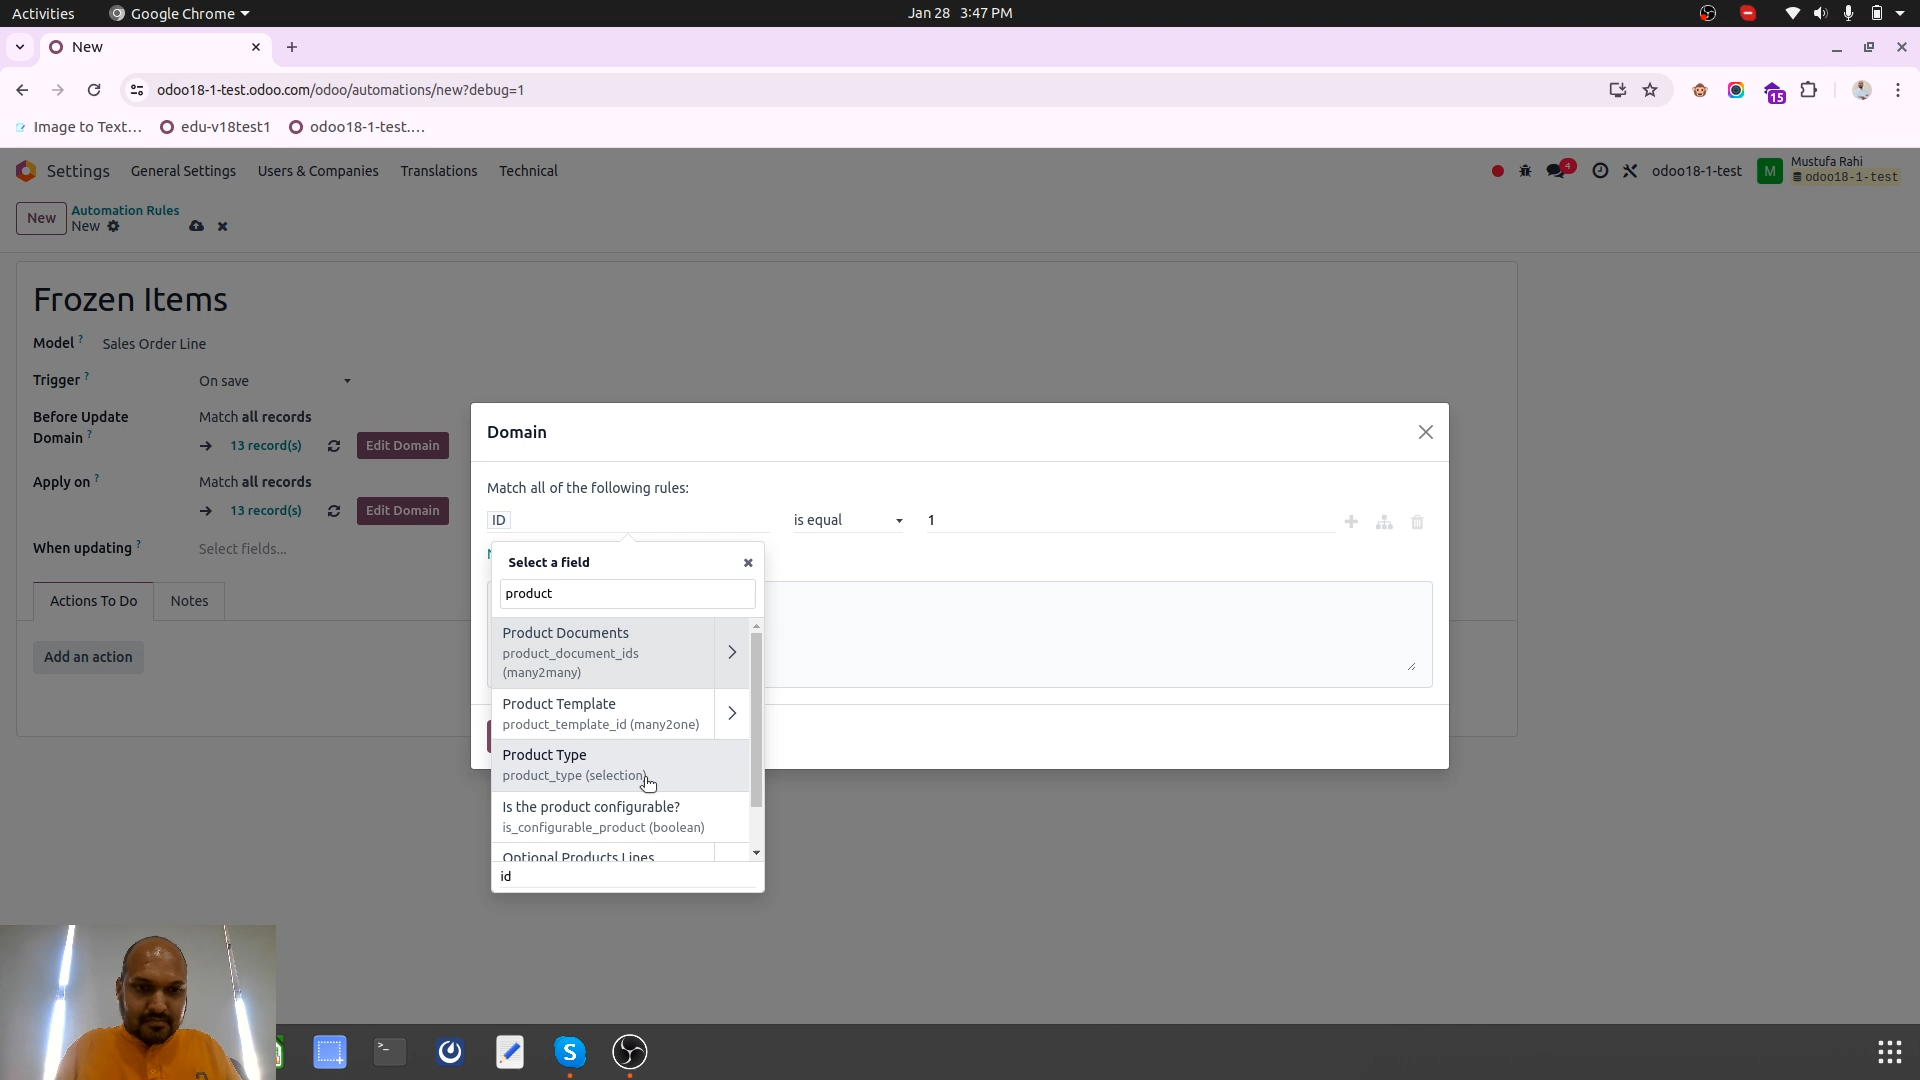 Activities
Google Chrome
Jan 28 3:47 PM
New
odoo18-1-test.odoo.com/odoo/automations/new?debug=1
15
Image to Text...
edu-v18test1
odoo18-1-test....
Settings
General Settings
Users & Companies
Translations
Technical
4
odoo18-1-test
M
Mustufa Rahi
odoo18-1-test
New
Automation Rules
New
Frozen Items
Model ?
Sales Order Line
Trigger ?
On save
Before Update
Domain ?
Match all records
13 record(s)
Edit Domain
Apply on ?
Match all records
13 record(s)
Edit Domain
When updating ?
Select fields...
Actions To Do
Notes
Add an action
Domain
Match all of the following rules:
ID
is equal
1
Select a field
product
Product Documents
product_document_ids
(many2many)
Product Template
product_template_id (many2one)
Product Type
product_type (selection)
Is the product configurable?
is_configurable_product (boolean)
Optional Products Lines
id